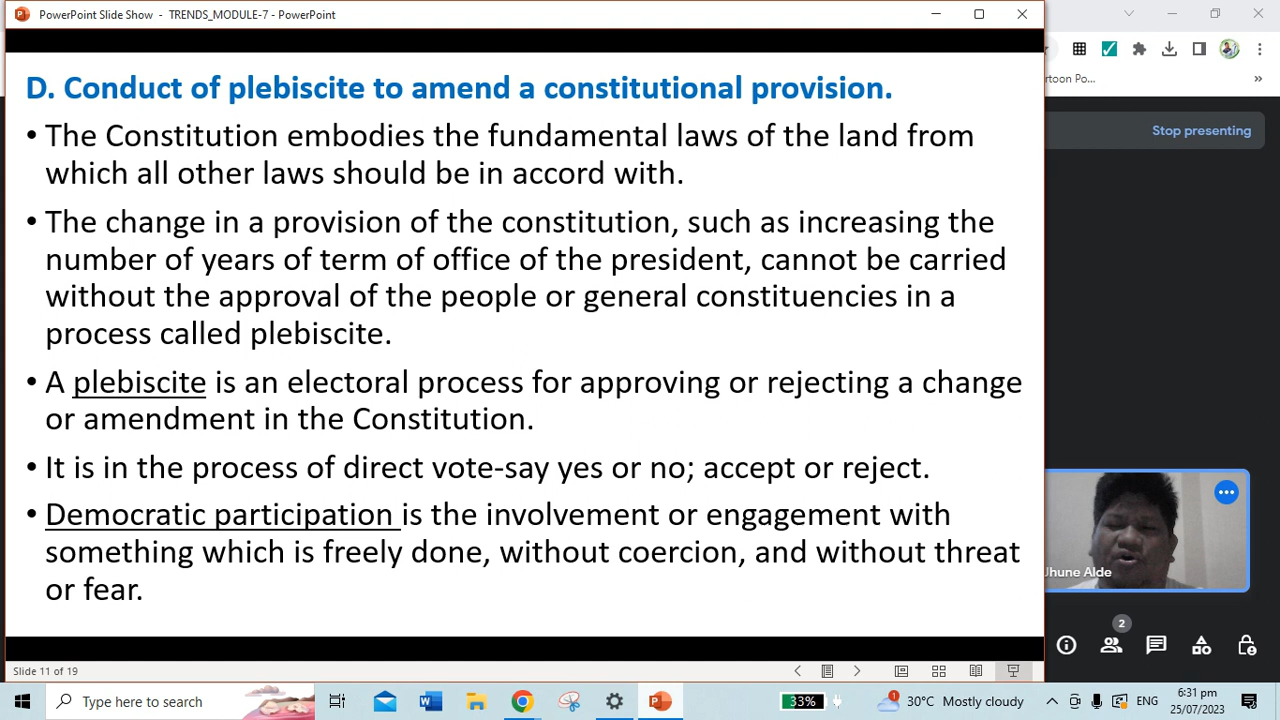 PowerPoint Slide Show - TRENDS_MODULE-7 - PowerPoint
D. Conduct of plebiscite to amend a constitutional provision.
• The Constitution embodies the fundamental laws of the land from
which all other laws should be in accord with.
• The change in a provision of the constitution, such as increasing the
number of years of term of office of the president, cannot be carried
without the approval of the people or general constituencies in a
process called plebiscite.
• A plebiscite is an electoral process for approving or rejecting a change
or amendment in the Constitution.
• It is in the process of direct vote-say yes or no; accept or reject.
• Democratic participation is the involvement or engagement with
something which is freely done, without coercion, and without threat
or fear.
Slide 11 of 19
rtoon Po...
Stop presenting
Jhune Alde
2
Type here to search
33%
1
30°C Mostly cloudy
ENG
6:31 pm
25/07/2023